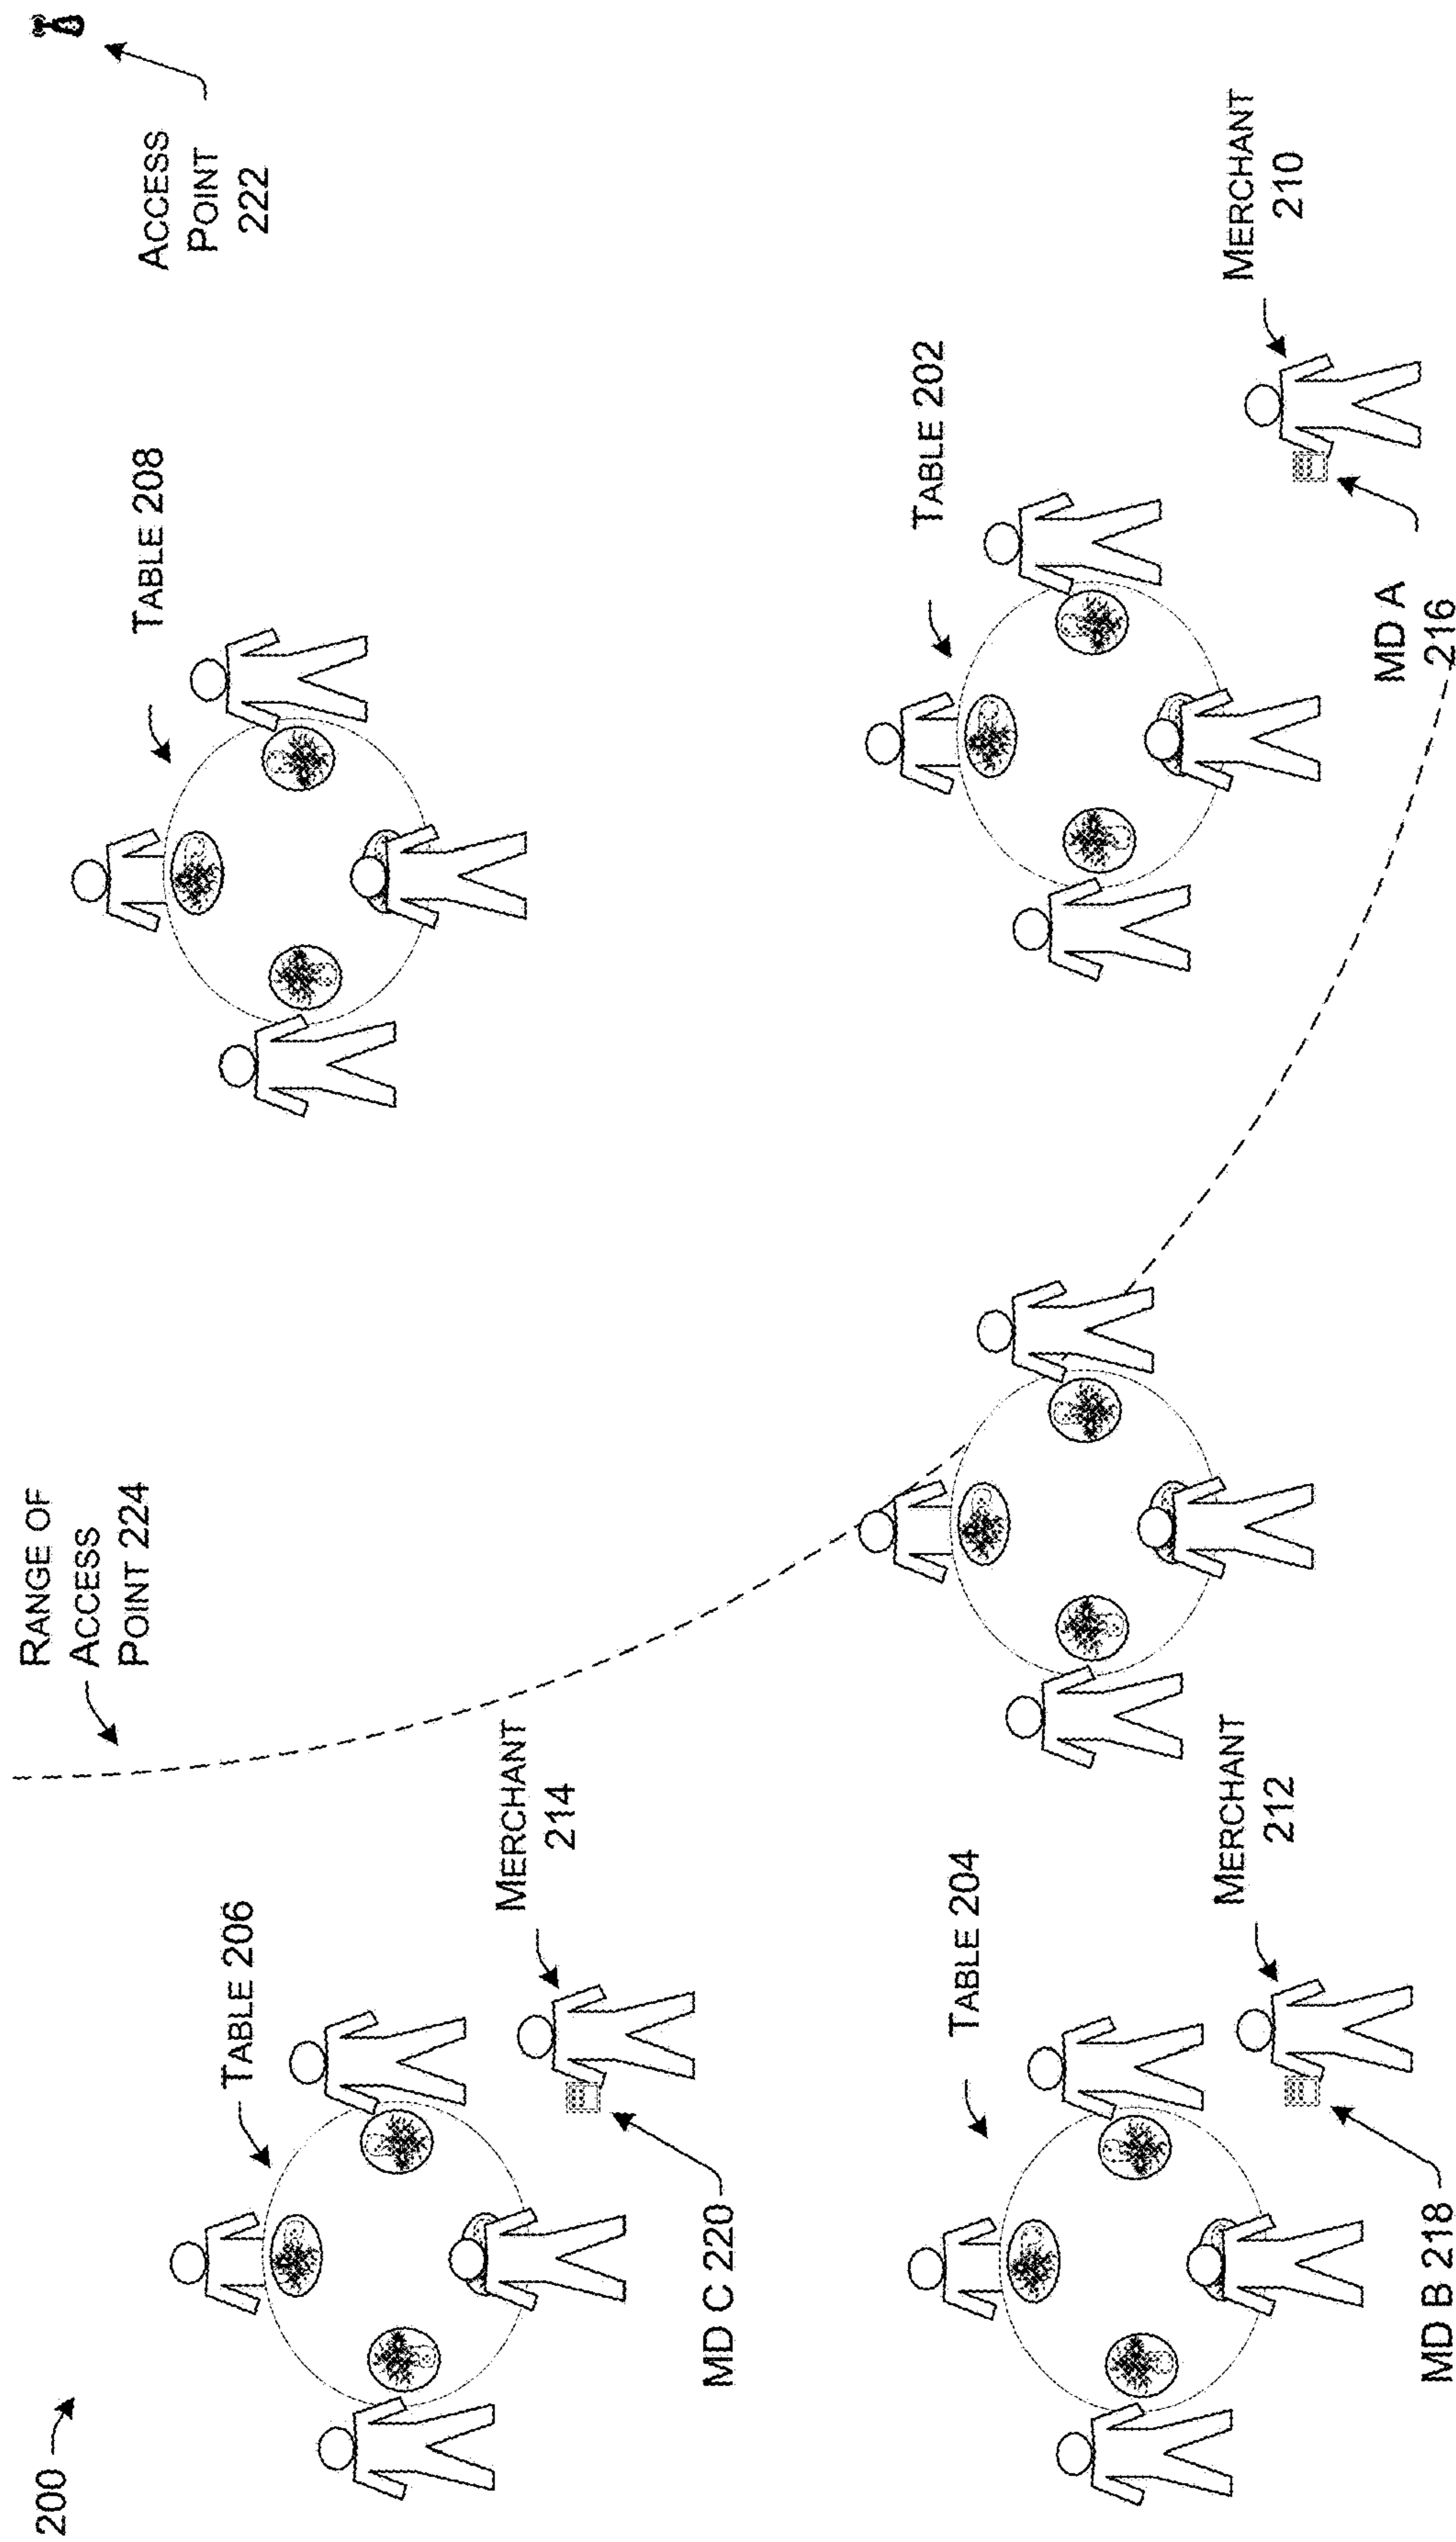 200
RANGE OF
ACCESS
POINT 224
ACCESS
POINT
222
TABLE 206
TABLE 208
MERCHANT
214
MD C 220
TABLE 204
TABLE 202
MERCHANT
212
MERCHANT
210
MD B 218
MD A
216